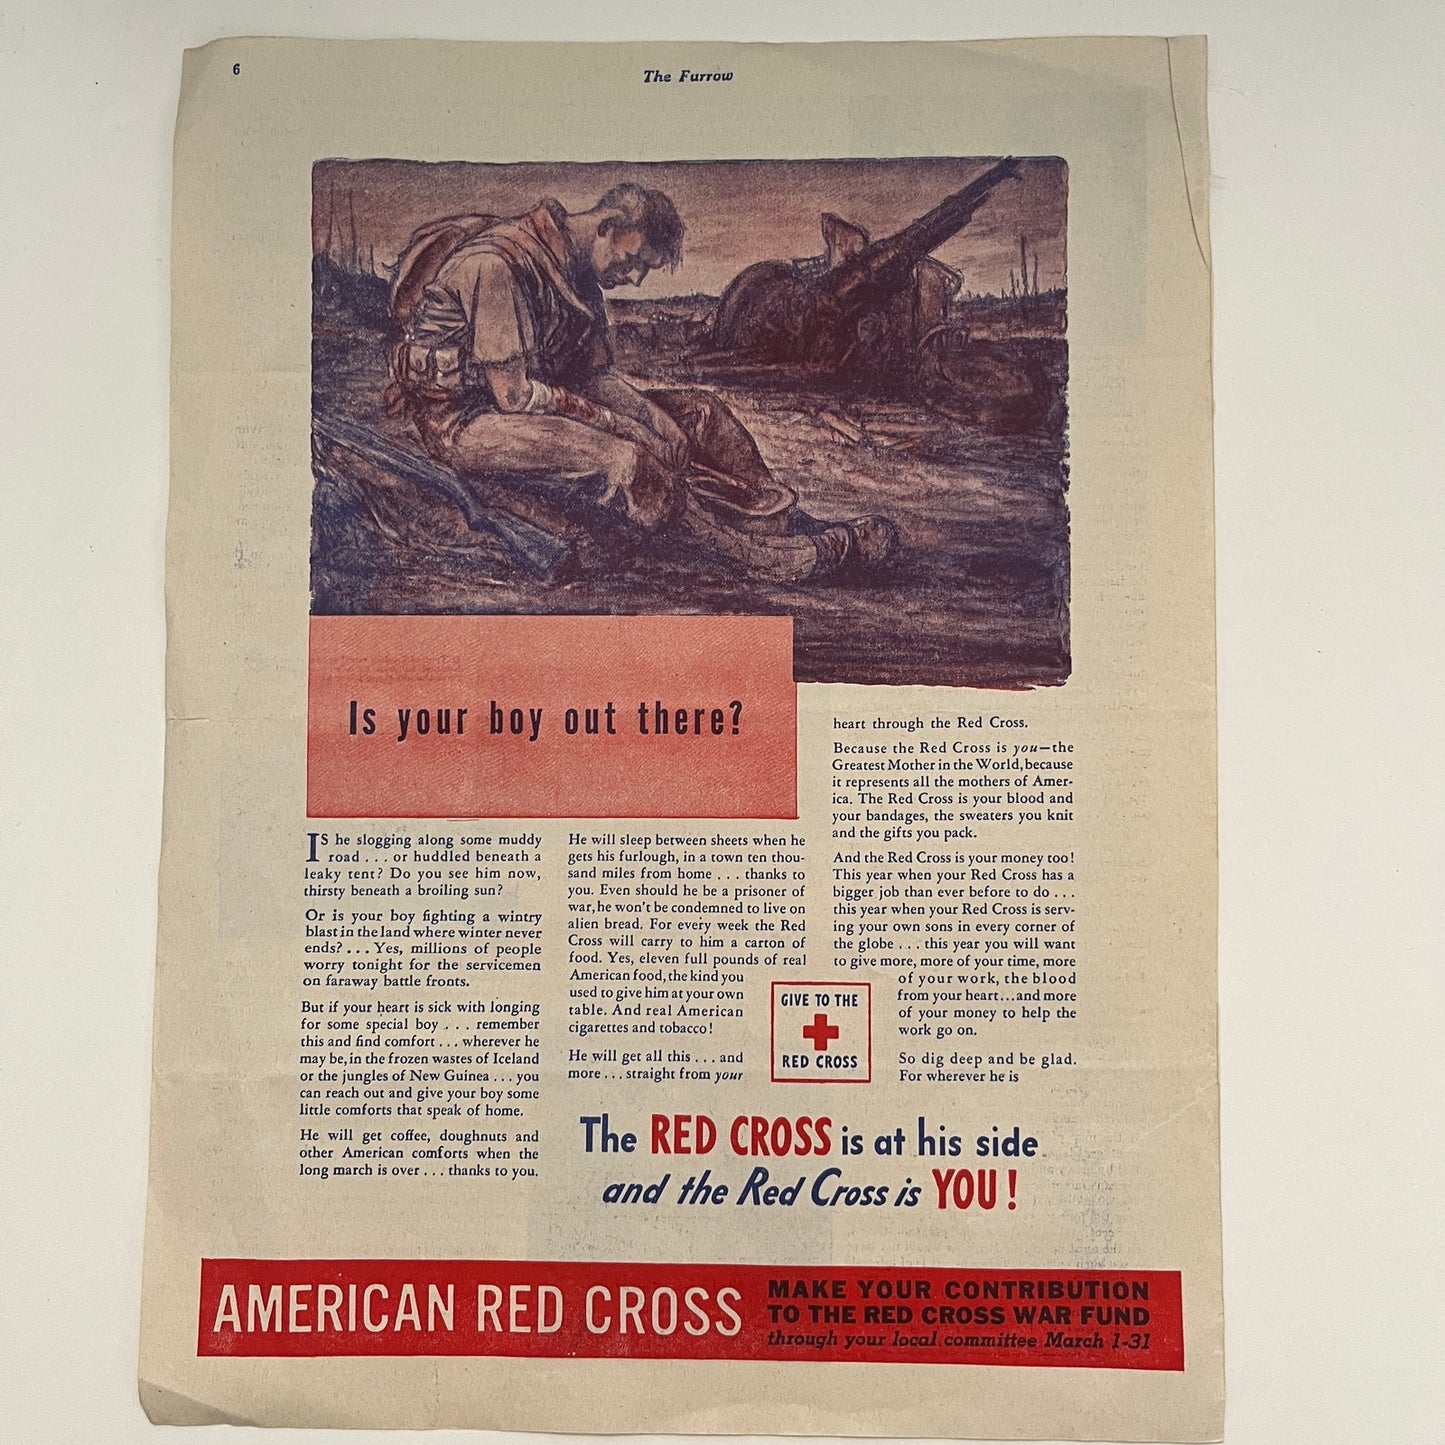 6
The Furrow
Is your boy out there?
IS he slogging along some muddy
road . . . or huddled beneath a
leaky tent? Do you see him now,
thirsty beneath a broiling sun?
Or is your boy fighting a wintry
blast in the land where winter never
ends? . . . Yes, millions of people
worry tonight for the servicemen
on faraway battle fronts.
But if your heart is sick with longing
for some special boy . . . remember
this and find comfort . . . wherever he
may be, in the frozen wastes of Iceland
or the jungles of New Guinea . . . you
can reach out and give your boy some
little comforts that speak of home.
He will get coffee, doughnuts and
other American comforts when the
long march is over . . . thanks to you.
He will sleep between sheets when he
gets his furlough, in a town ten thou-
sand miles from home . . . thanks to
you. Even should he be a prisoner of
war, he won't be condemned to live on
alien bread. For every week the Red
Cross will carry to him a carton of
food. Yes, eleven full pounds of real
American food, the kind you
used to give him at your own
table. And real American
cigarettes and tobacco!
He will get all this . . . and
more . . . straight from your
heart through the Red Cross.
Because the Red Cross is you—the
Greatest Mother in the World, because
it represents all the mothers of Amer-
ica. The Red Cross is your blood and
your bandages, the sweaters you knit
and the gifts you pack.
And the Red Cross is your money too!
This year when your Red Cross has a
bigger job than ever before to do . . .
this year when your Red Cross is serv-
ing your own sons in every corner of
the globe . . . this year you will want
to give more, more of your time, more
of your work, the blood
from your heart...and more
of your money to help the
work go on.
So dig deep and be glad.
For wherever he is
GIVE TO THE
RED CROSS
The RED CROSS is at his side
and the Red Cross is YOU!
AMERICAN RED CROSS
MAKE YOUR CONTRIBUTION
TO THE RED CROSS WAR FUND
through your local committee March 1-31